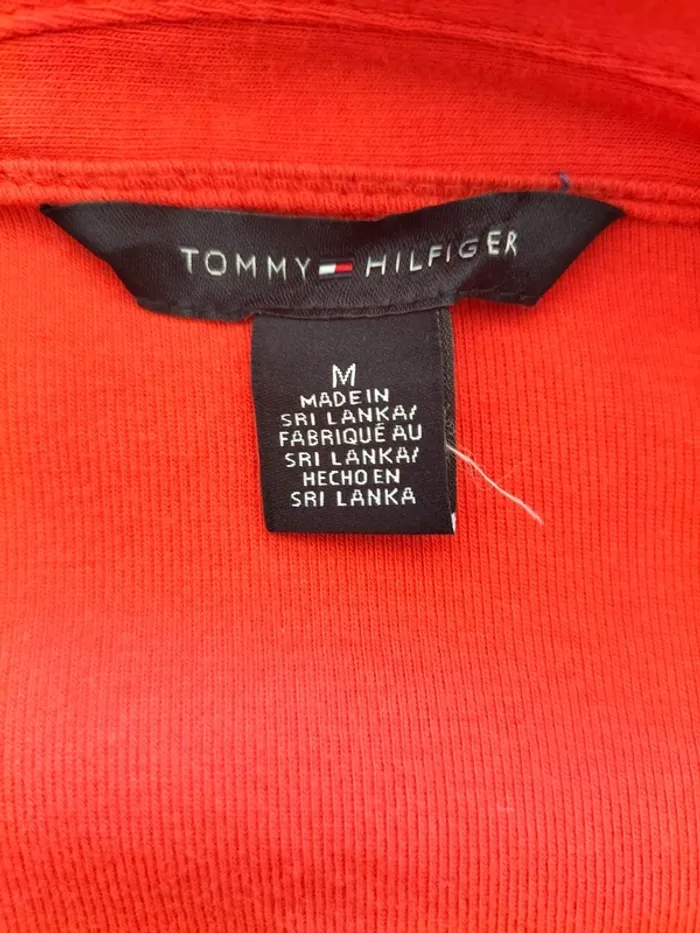 TOMMY HILFIGER
M
MADE IN
SRI LANKA/
FABRIQUÉ AU
SRI LANKA/
HECHO EN
SRI LANKA